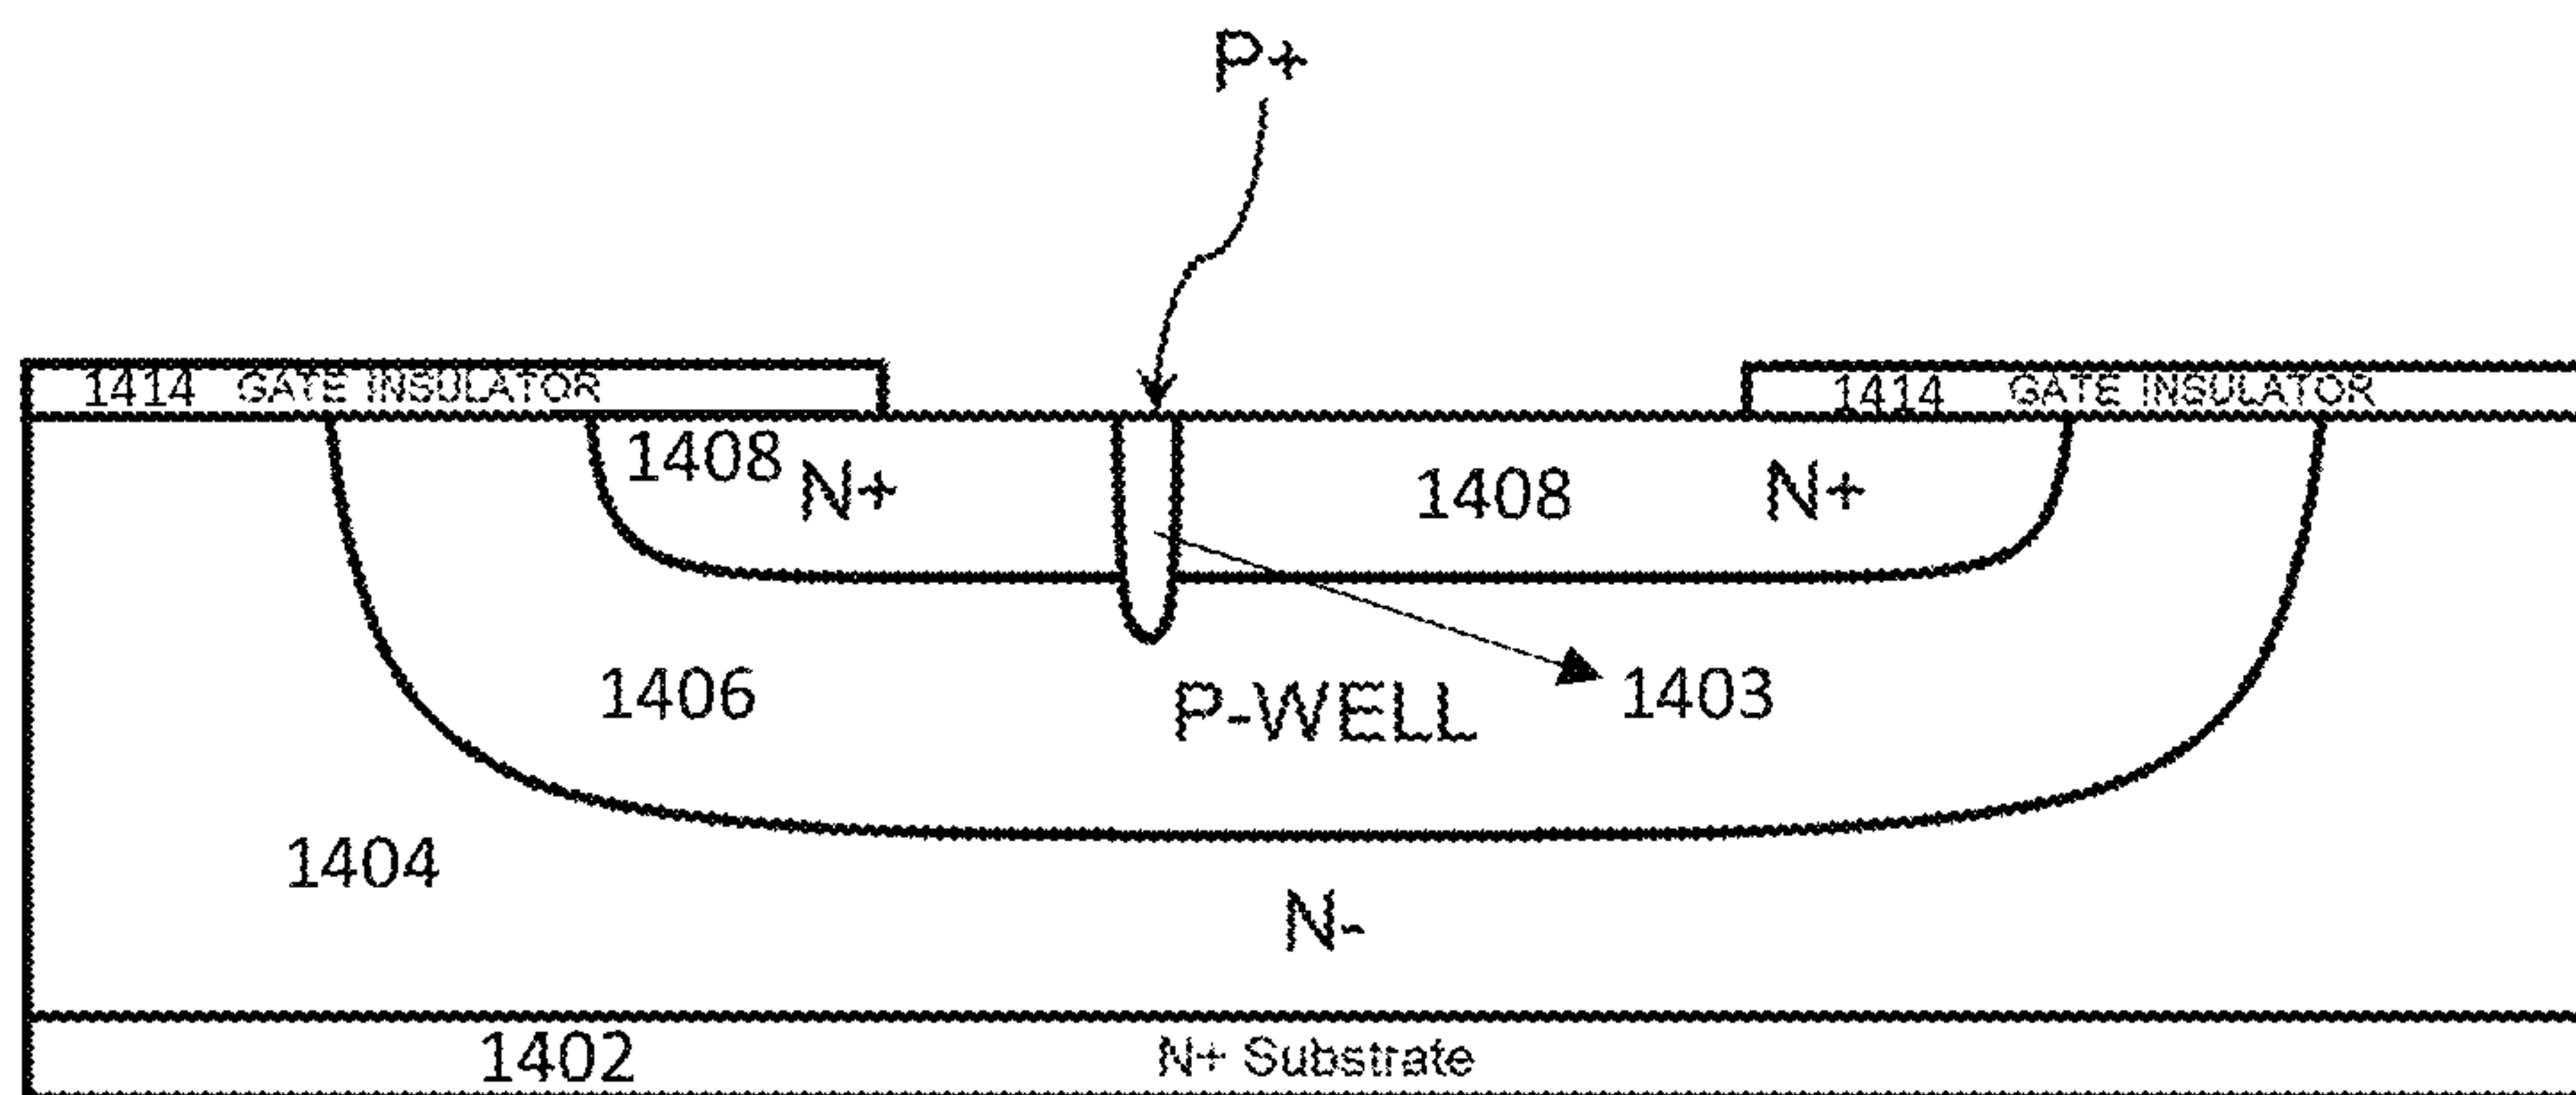 P+
1414 GATE INSULATOR 1414 GATE INSULATOR
1408 N+ 1408 N+
1406 P-WELL 1403
1404 N-
1402 N+ Substrate